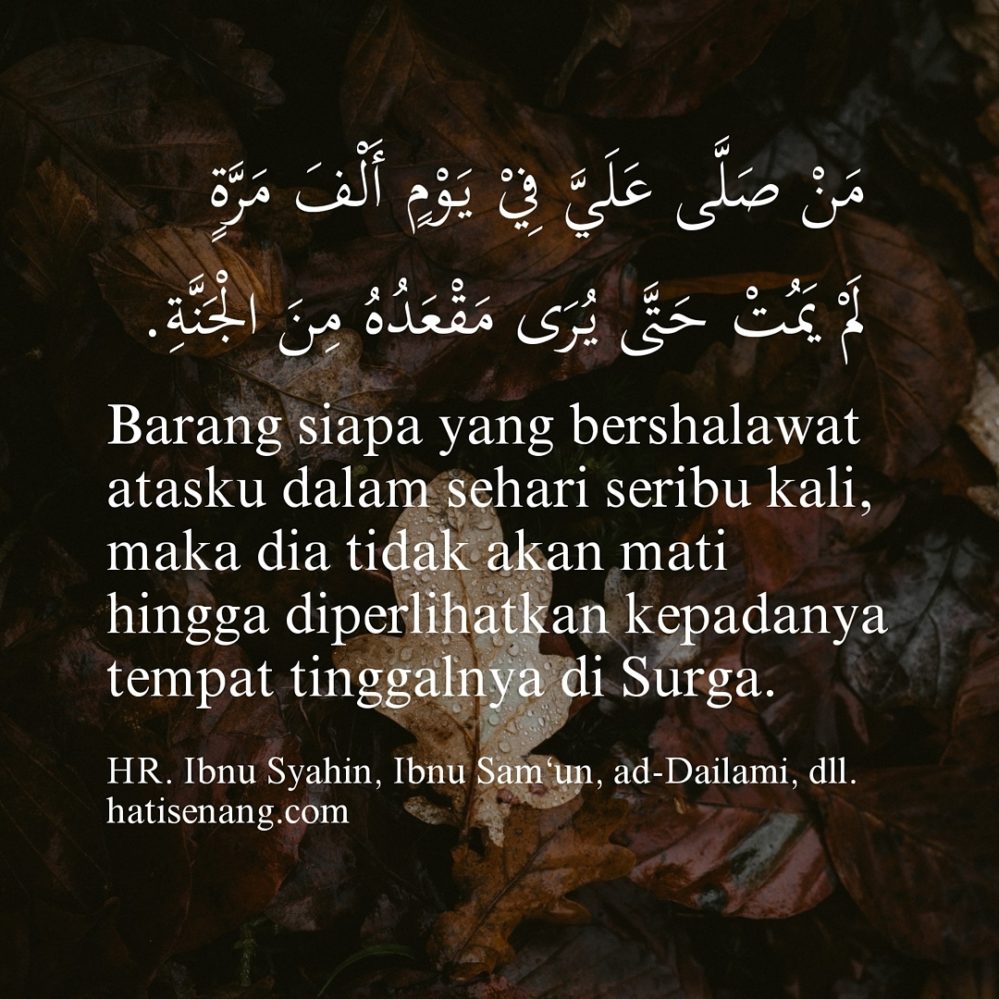 مَنْ صَلَّى عَلَيَّ فِيْ يَوْمٍ أَلْفَ مَرَّةٍ
لَمْ يَمُتْ حَتَّى يُرَى مَقْعَدُهُ مِنَ الْجَنَّةِ.
Barang siapa yang bershalawat
atasku dalam sehari seribu kali,
maka dia tidak akan mati
hingga diperlihatkan kepadanya
tempat tinggalnya di Surga.
HR. Ibnu Syahin, Ibnu Sam‘un, ad-Dailami, dll.
hatisenang.com